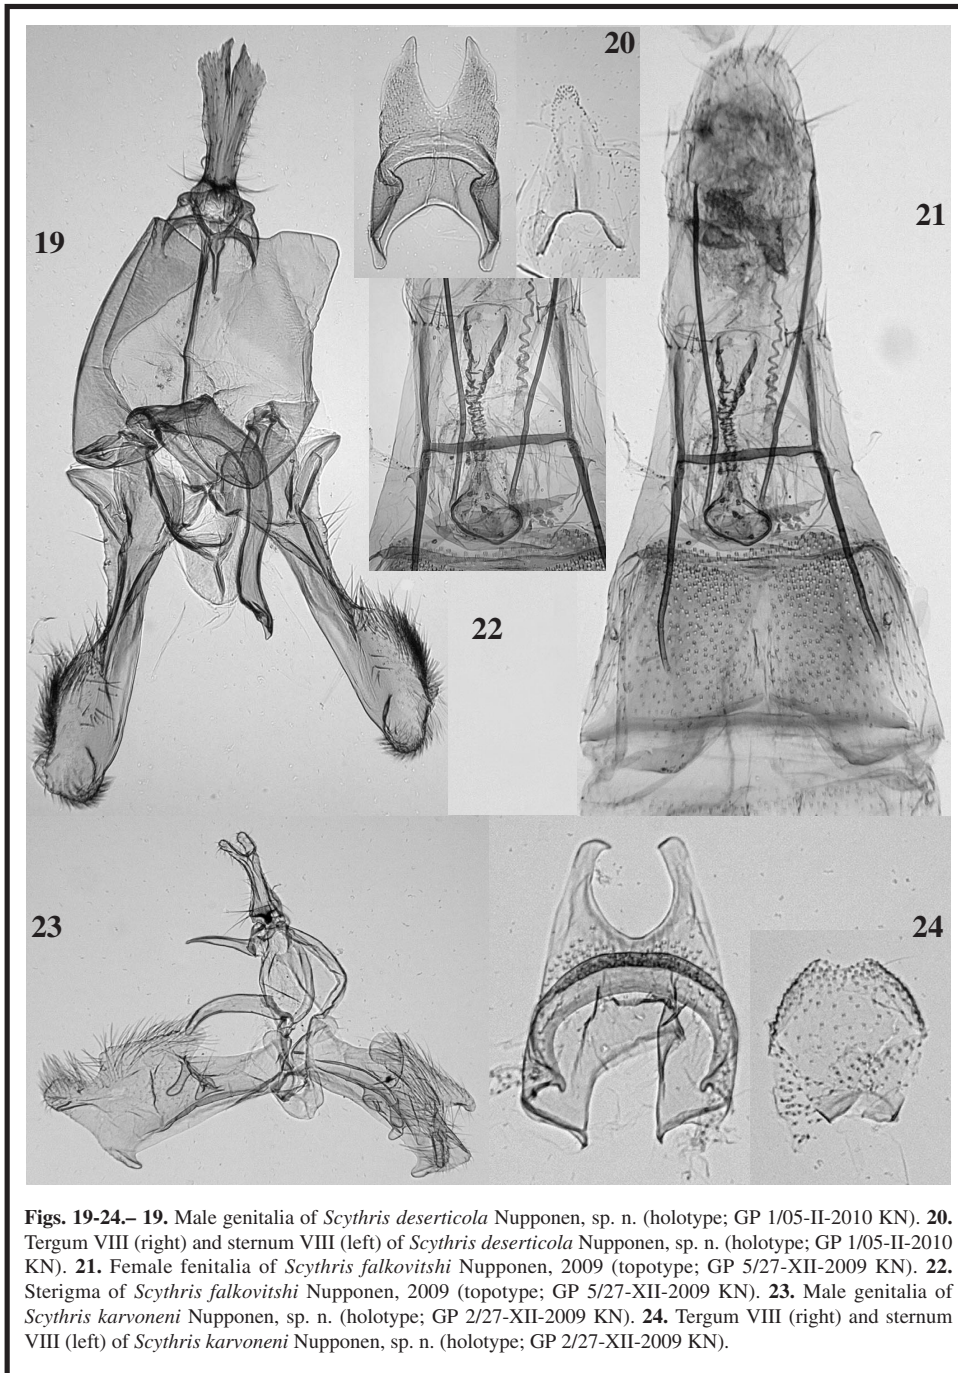 20
19
21
22
23
24
Figs. 19-24.– 19. Male genitalia of Scythris deserticola Nupponen, sp. n. (holotype; GP 1/05-II-2010 KN). 20.
Tergum VIII (right) and sternum VIII (left) of Scythris deserticola Nupponen, sp. n. (holotype; GP 1/05-II-2010
KN). 21. Female fenitalia of Scythris falkovitshi Nupponen, 2009 (topotype; GP 5/27-XII-2009 KN). 22.
Sterigma of Scythris falkovitshi Nupponen, 2009 (topotype; GP 5/27-XII-2009 KN). 23. Male genitalia of
Scythris karvoneni Nupponen, sp. n. (holotype; GP 2/27-XII-2009 KN). 24. Tergum VIII (right) and sternum
VIII (left) of Scythris karvoneni Nupponen, sp. n. (holotype; GP 2/27-XII-2009 KN).